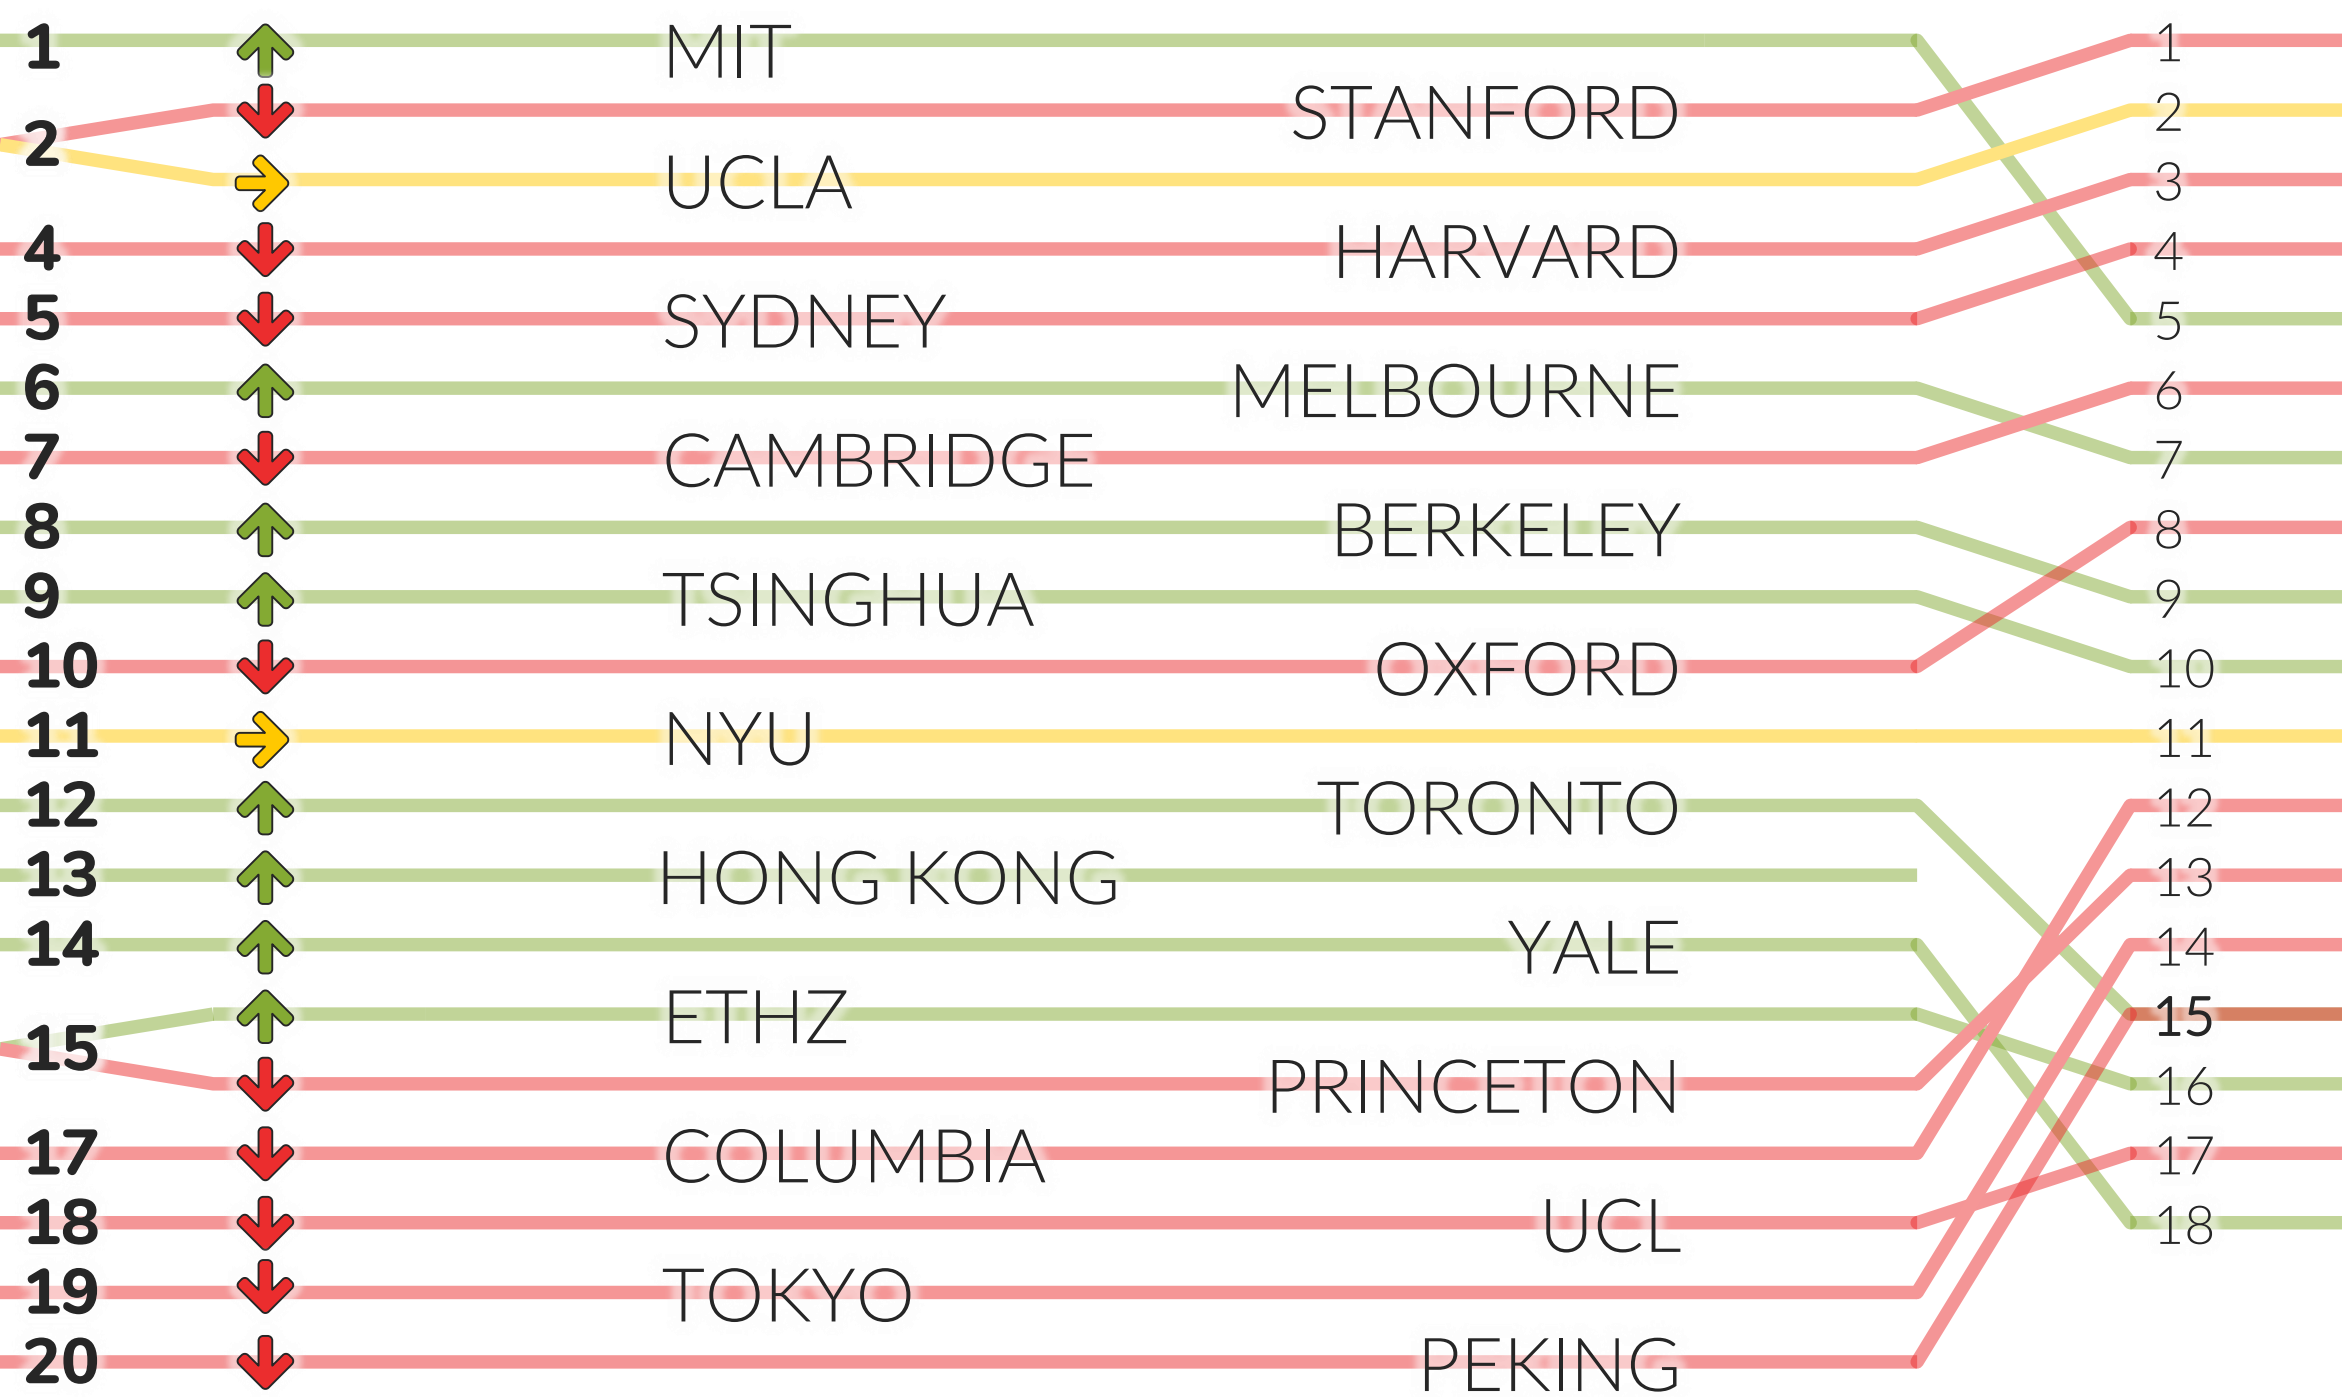 1 MIT 1
STANFORD 2
2 UCLA 3
4 HARVARD 4
5 SYDNEY 5
6 MELBOURNE 6
7 CAMBRIDGE 7
8 BERKELEY 8
9 TSINGHUA 9
10 OXFORD 10
11 NYU 11
12 TORONTO 12
13 HONG KONG 13
14 YALE 14
15 ETHZ 15
PRINCETON 16
17 COLUMBIA 17
18 UCL 18
19 TOKYO
20 PEKING